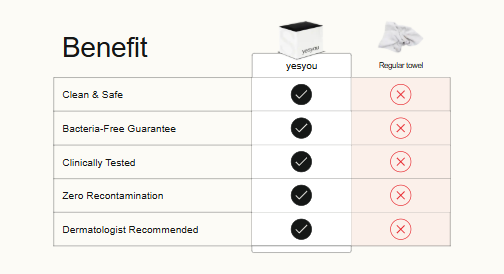 Benefit
yesyou
yesyou
Regular towel
Clean & Safe
Bacteria-Free Guarantee
Clinically Tested
Zero Recontamination
Dermatologist Recommended